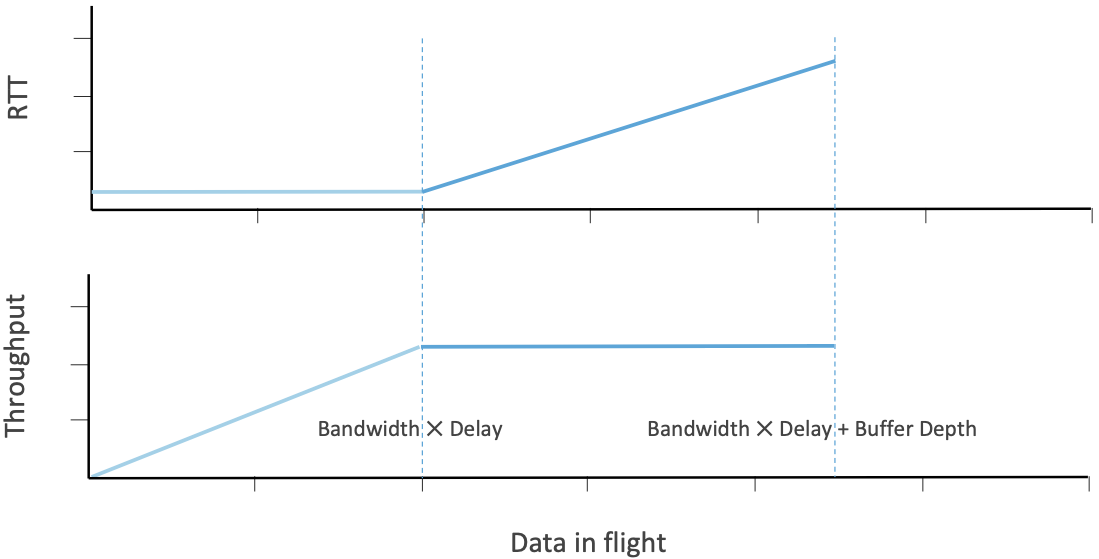 RTT
Throughput
Bandwidth × Delay
Bandwidth × Delay + Buffer Depth
Data in flight